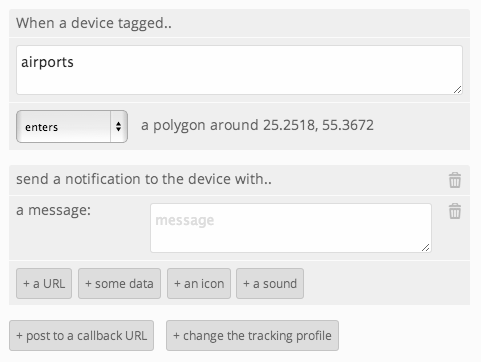 When a device tagged..
airports
enters a polygon around 25.2518, 55.3672
send a notification to the device with..
a message: message
+ a URL + some data + an icon + a sound
+ post to a callback URL + change the tracking profile